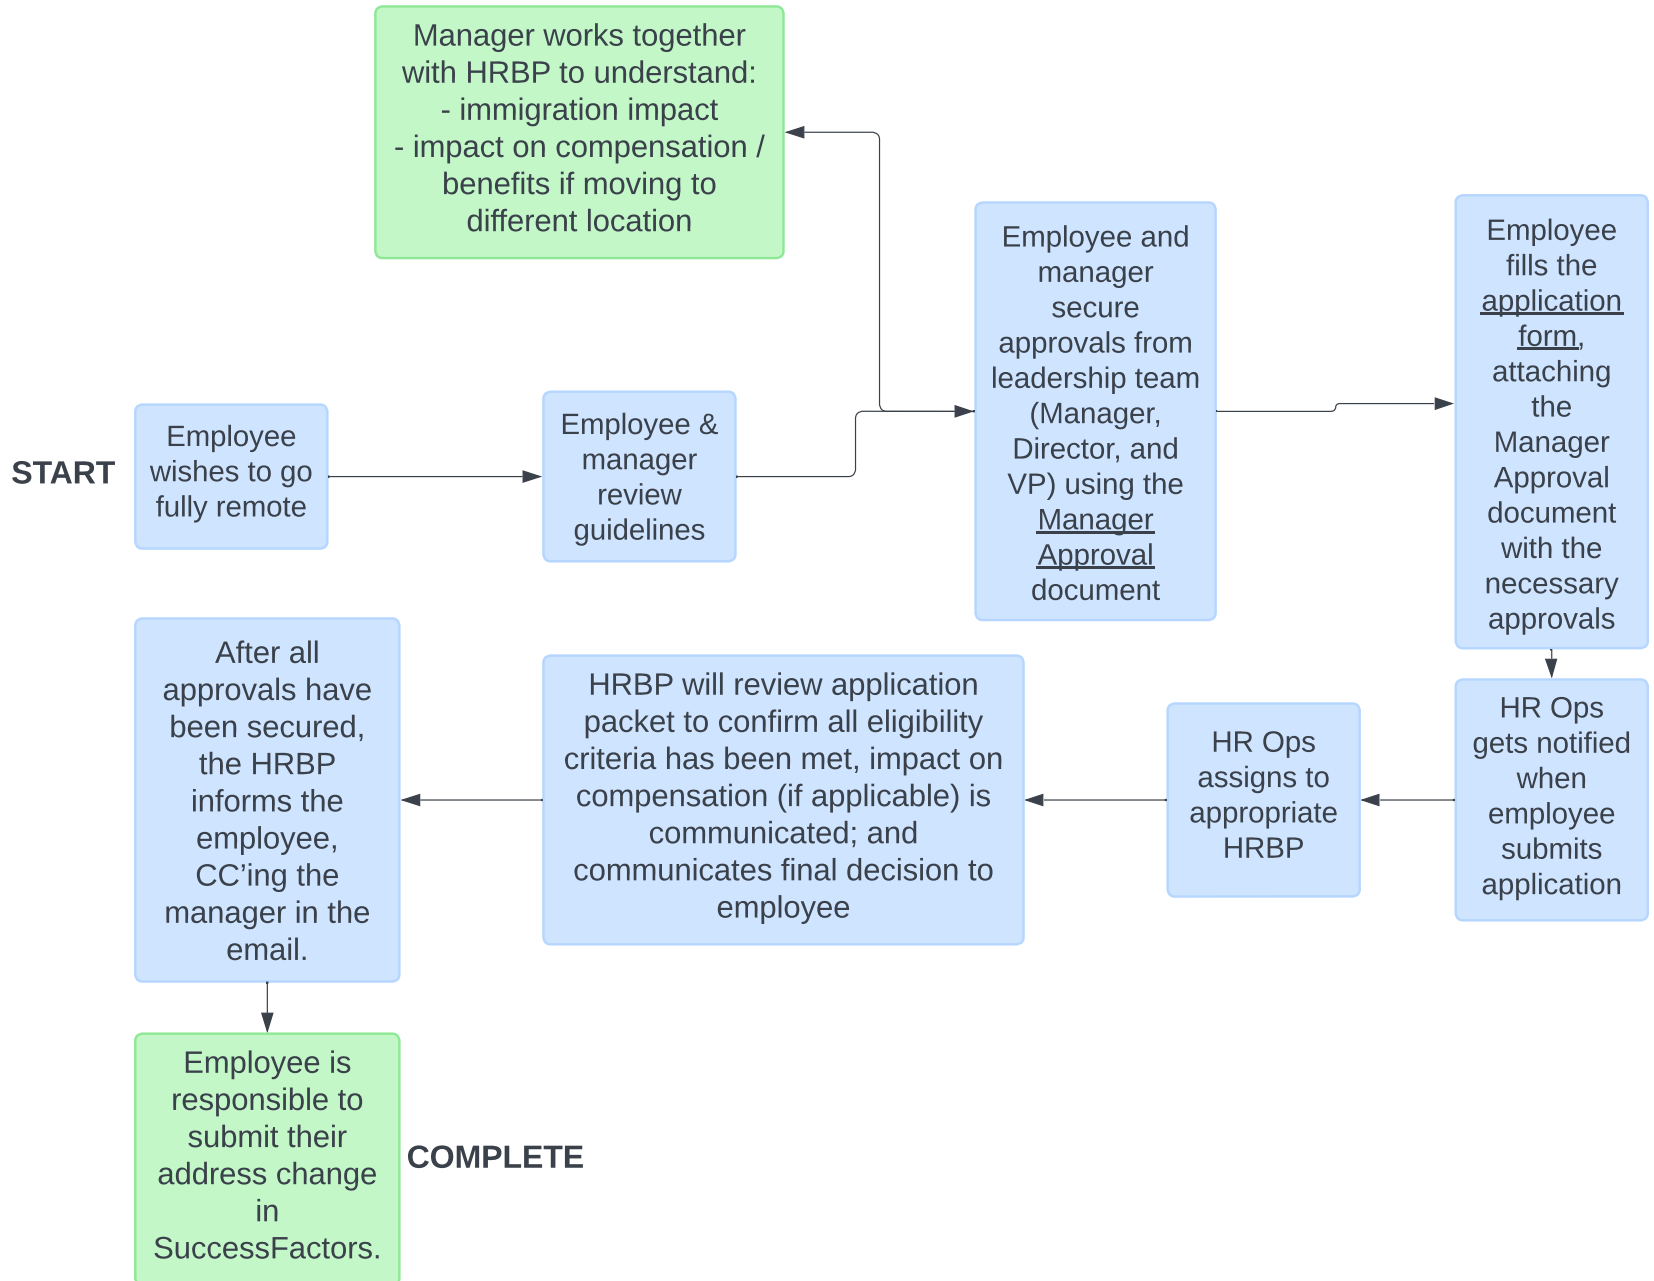 Manager works together
with HRBP to understand:
- immigration impact
- impact on compensation /
benefits if moving to
different location
START
Employee
wishes to go
fully remote
Employee &
manager
review
guidelines
Employee and
manager
secure
approvals from
leadership team
(Manager,
Director, and
VP) using the
Manager
Approval
document
Employee
fills the
application
form,
attaching
the
Manager
Approval
document
with the
necessary
approvals
HR Ops
gets notified
when
employee
submits
application
HR Ops
assigns to
appropriate
HRBP
HRBP will review application
packet to confirm all eligibility
criteria has been met, impact on
compensation (if applicable) is
communicated; and
communicates final decision to
employee
After all
approvals have
been secured,
the HRBP
informs the
employee,
CC’ing the
manager in the
email.
Employee is
responsible to
submit their
address change
in
SuccessFactors.
COMPLETE